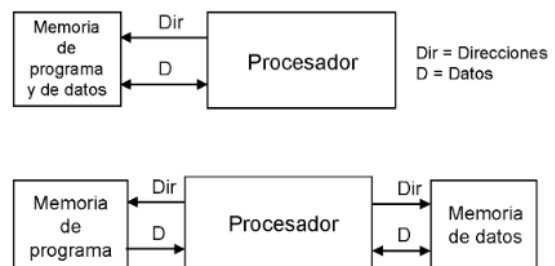 Memoria
de
programa
y de datos
Dir
D
Procesador
Dir = Direcciones
D = Datos
Memoria
de
programa
Dir
D
Procesador
Dir
D
Memoria
de datos